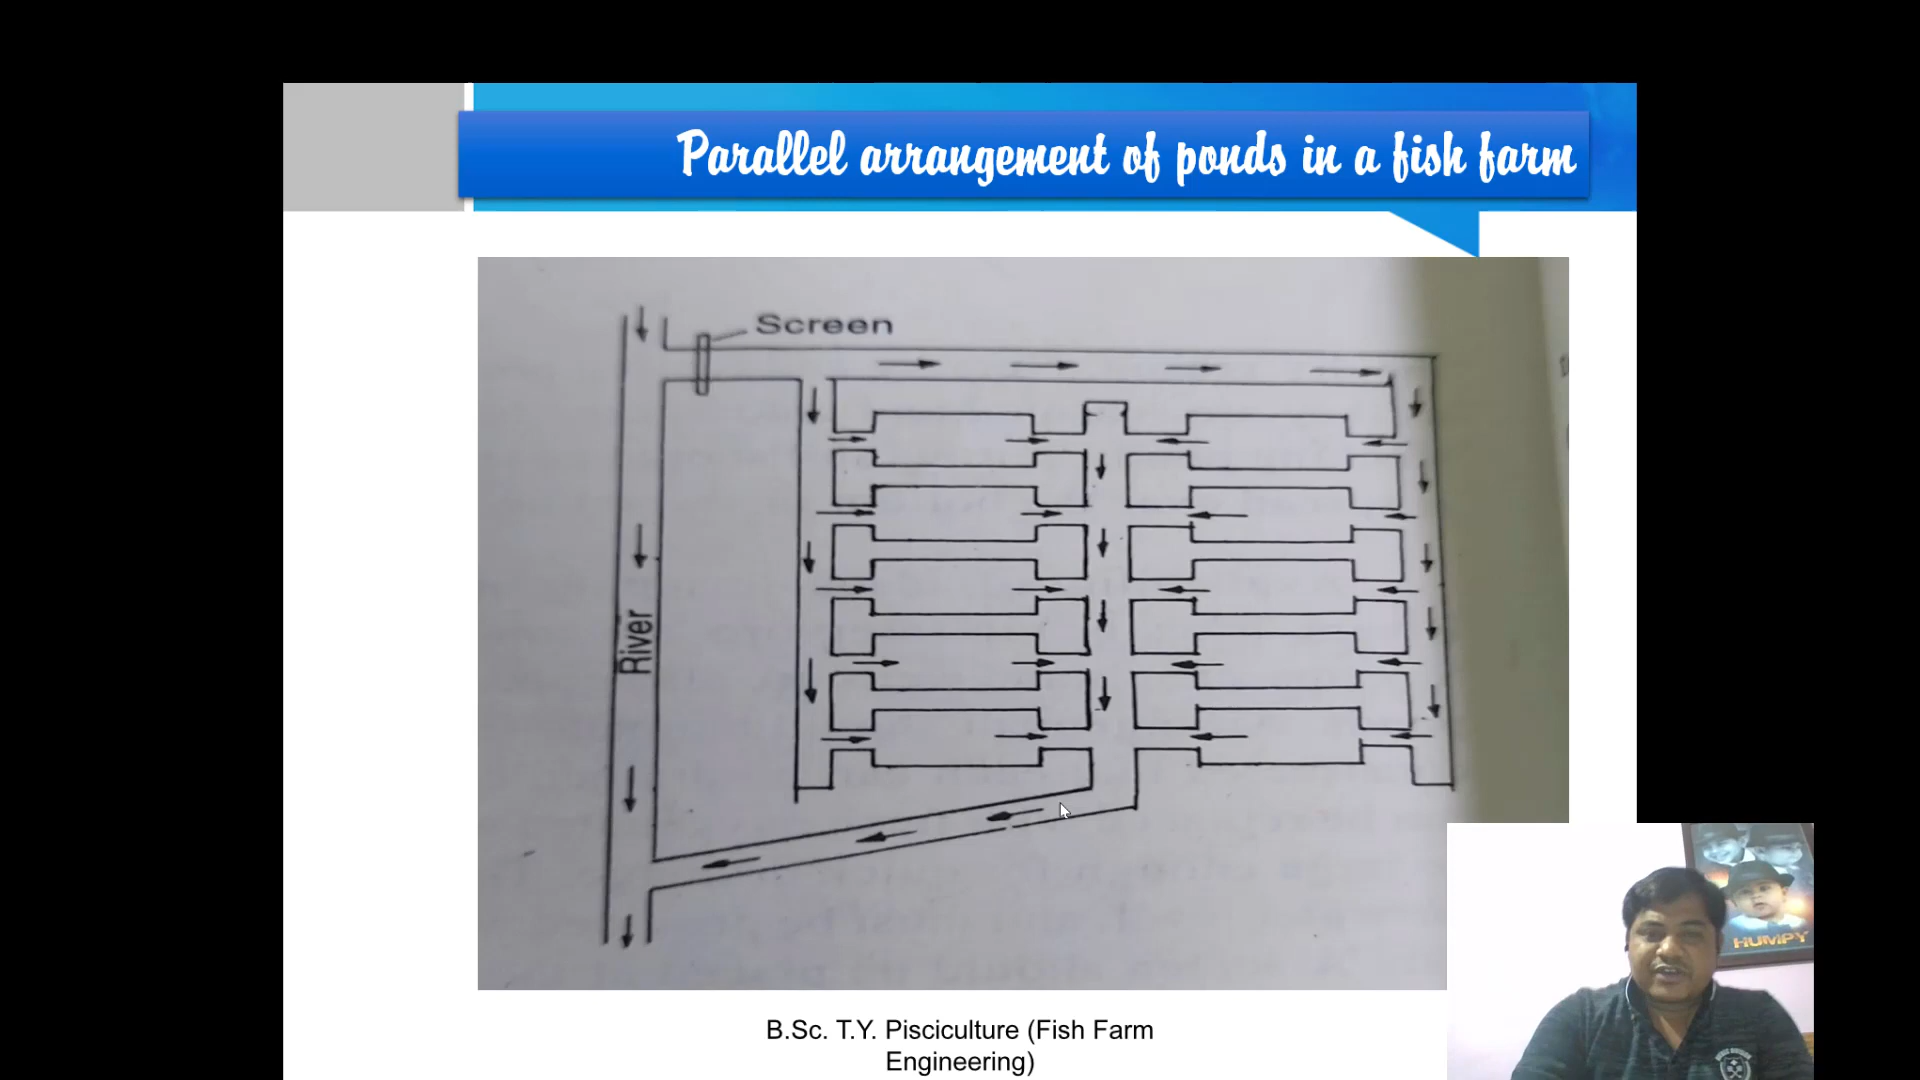 Parallel arrangement of ponds in a fish farm
Screen
River
B.Sc. T.Y. Pisciculture (Fish Farm
Engineering)
HUMPY